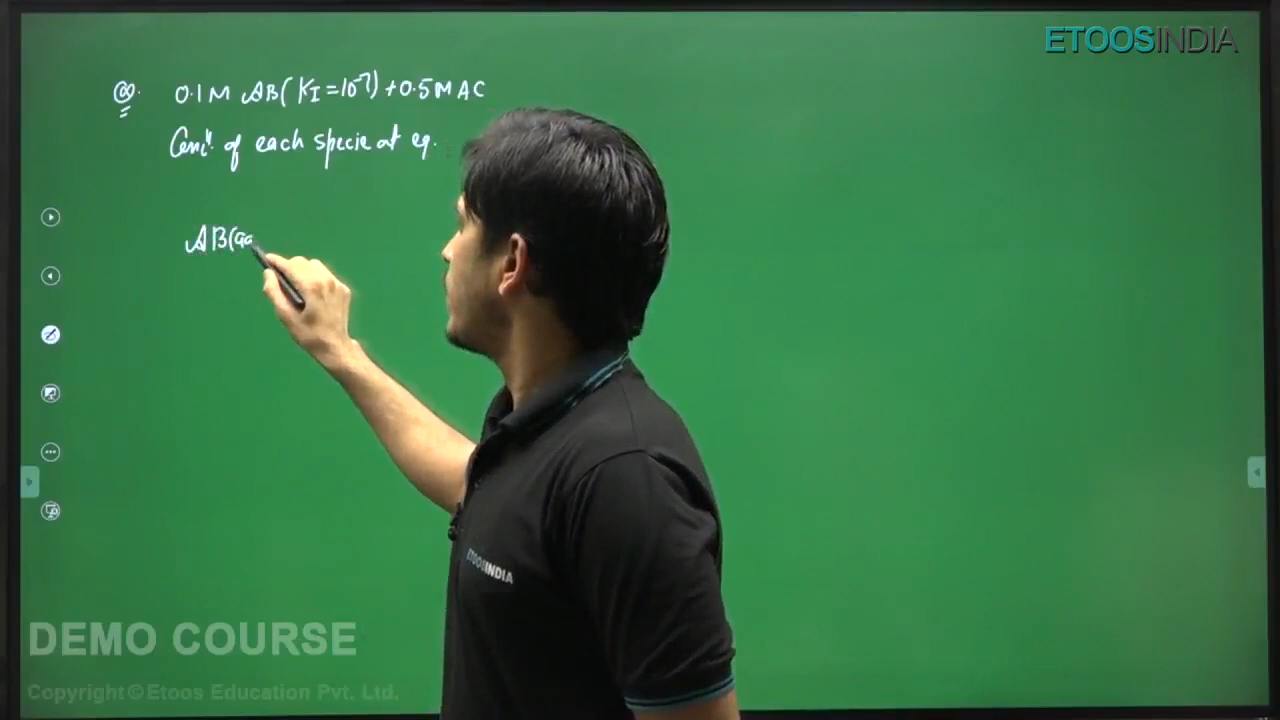 ETOOSINDIA
Q. 0.1 M AB( K_I = 10^-7) + 0.5 M AC
Concn. of each specie at eq.
AB(aq
ETOOSINDIA
DEMO COURSE
Copyright © Etoos Education Pvt. Ltd.